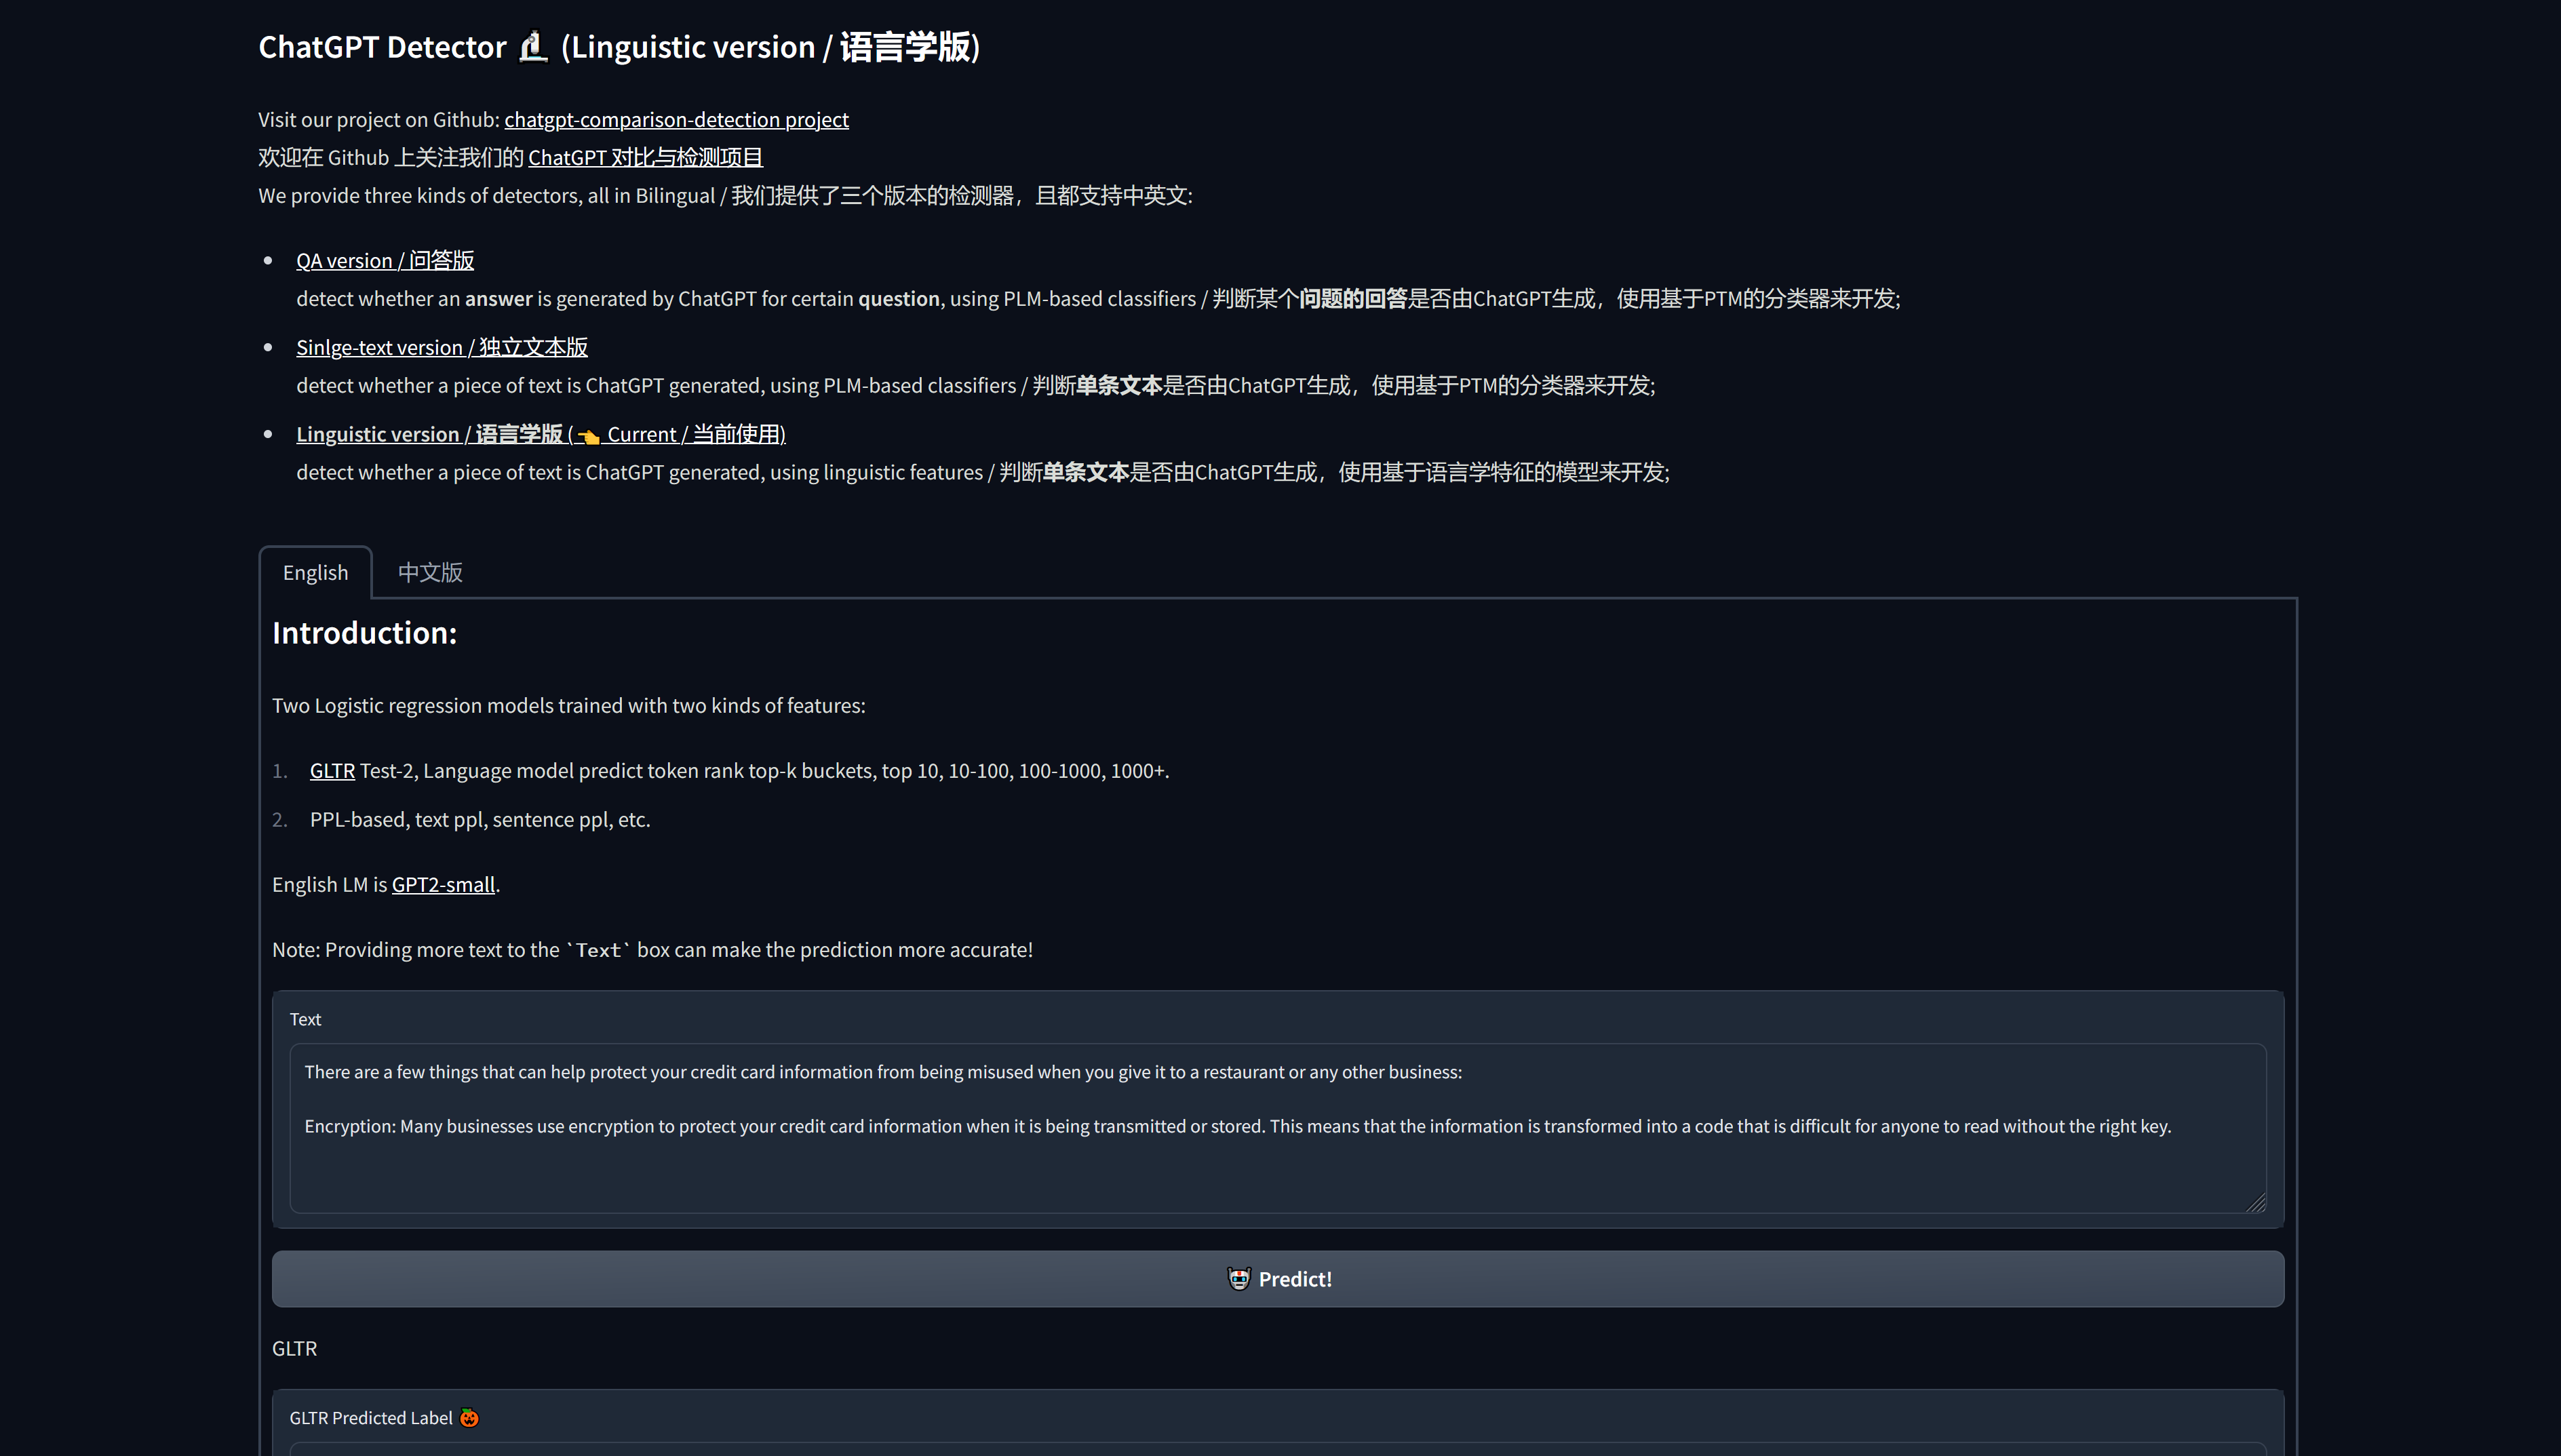 ChatGPT Detector 🔬 (Linguistic version / 语言学版)
Visit our project on Github: chatgpt-comparison-detection project
欢迎在 Github 上关注我们的 ChatGPT 对比与检测项目
We provide three kinds of detectors, all in Bilingual / 我们提供了三个版本的检测器，且都支持中英文:
QA version / 问答版
detect whether an answer is generated by ChatGPT for certain question, using PLM-based classifiers / 判断某个问题的回答是否由ChatGPT生成，使用基于PTM的分类器来开发;
Sinlge-text version / 独立文本版
detect whether a piece of text is ChatGPT generated, using PLM-based classifiers / 判断单条文本是否由ChatGPT生成，使用基于PTM的分类器来开发;
Linguistic version / 语言学版 (👈 Current / 当前使用)
detect whether a piece of text is ChatGPT generated, using linguistic features / 判断单条文本是否由ChatGPT生成，使用基于语言学特征的模型来开发;
English 中文版
Introduction:
Two Logistic regression models trained with two kinds of features:
1. GLTR Test-2, Language model predict token rank top-k buckets, top 10, 10-100, 100-1000, 1000+.
2. PPL-based, text ppl, sentence ppl, etc.
English LM is GPT2-small.
Note: Providing more text to the `Text` box can make the prediction more accurate!
Text
There are a few things that can help protect your credit card information from being misused when you give it to a restaurant or any other business:
Encryption: Many businesses use encryption to protect your credit card information when it is being transmitted or stored. This means that the information is transformed into a code that is difficult for anyone to read without the right key.
🤖 Predict!
GLTR
GLTR Predicted Label 🎃